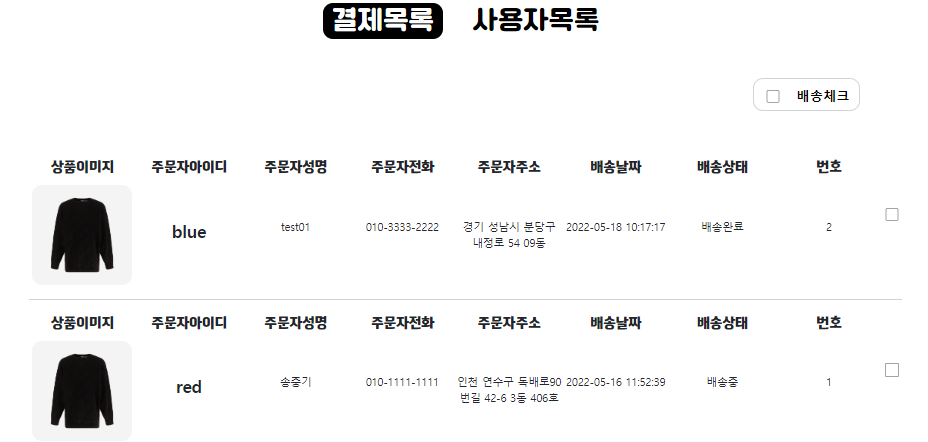 결제목록 사용자목록
배송체크
상품이미지 주문자아이디 주문자성명 주문자전화 주문자주소 배송날짜 배송상태 번호
blue test01 010-3333-2222 경기 성남시 분당구 2022-05-18 10:17:17 배송완료 2
내정로 54 09동
상품이미지 주문자아이디 주문자성명 주문자전화 주문자주소 배송날짜 배송상태 번호
red 송중기 010-1111-1111 인천 연수구 독배로90 2022-05-16 11:52:39 배송중 1
번길 42-6 3동 406호